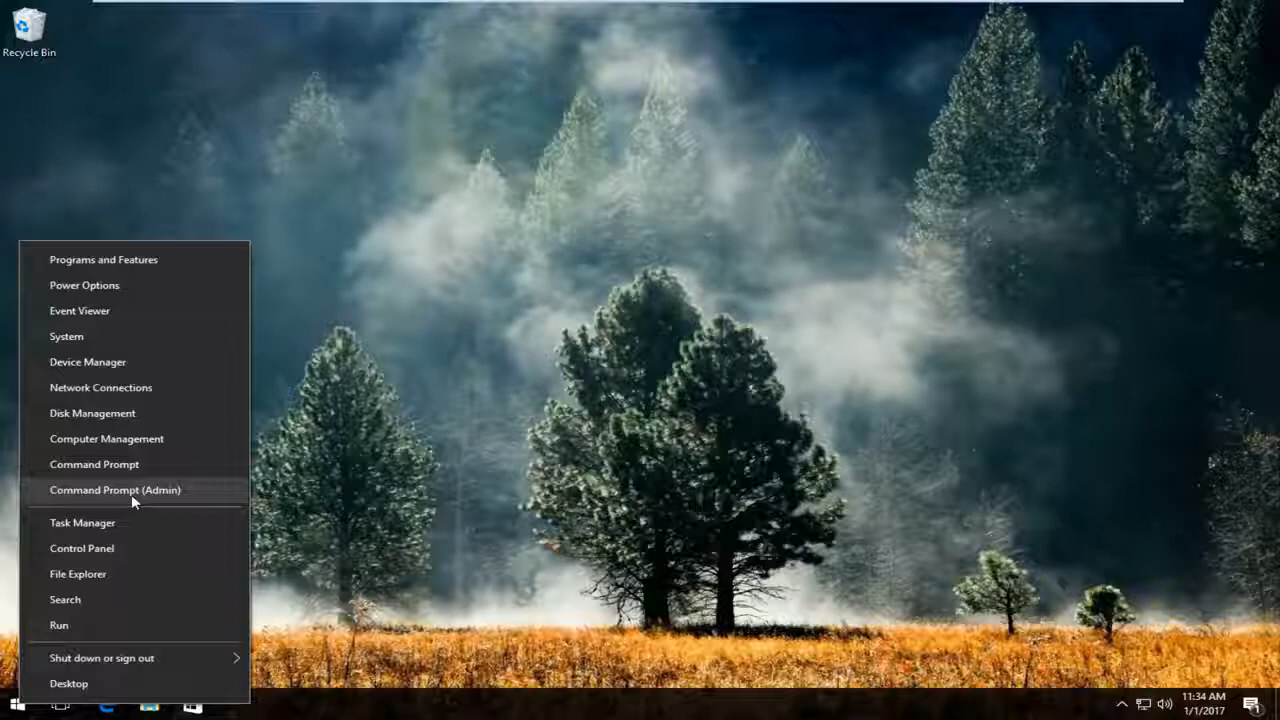 Recycle Bin
Programs and Features
Power Options
Event Viewer
System
Device Manager
Network Connections
Disk Management
Computer Management
Command Prompt
Command Prompt (Admin)
Task Manager
Control Panel
File Explorer
Search
Run
Shut down or sign out
Desktop
11:34 AM
1/1/2017
1